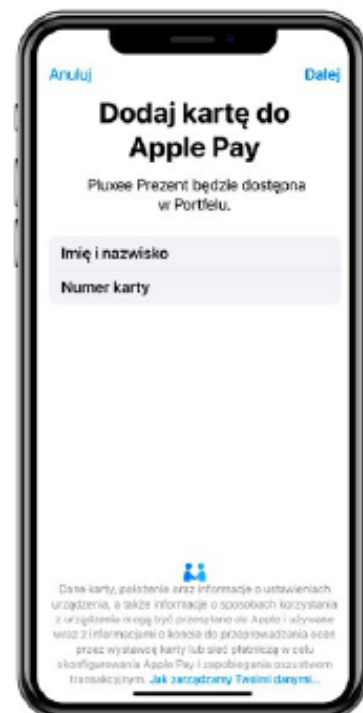 Anuluj
Dalej
Dodaj kartę do
Apple Pay
Pluxee Prezent będzie dostępna
w Portfelu.
Imię i nazwisko
Numer karty
Dane karty, położenie oraz informacje o ustawieniach
urządzenia, a także informacje o sposobach korzystania
z urządzenia mogą być przesyłane do Apple i używane
wraz z informacjami o koncie do przeprowadzania ocen
przez wystawcę karty lub sieć płatniczą w celu
skonfigurowania Apple Pay i zapobiegania oszustwom
transakcyjnym. Jak zarządzamy Twoimi danymi...